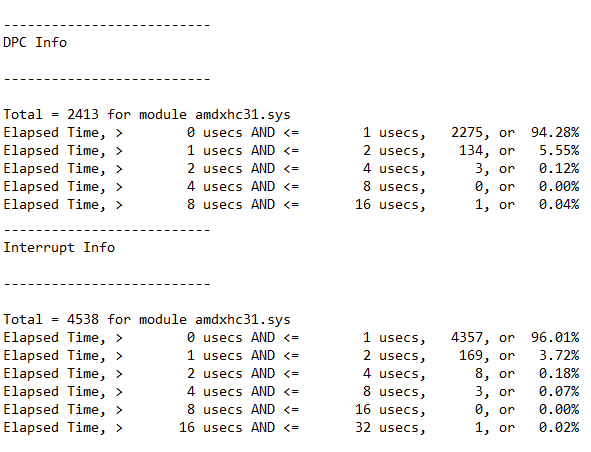 --------------------------
DPC Info
--------------------------
Total = 2413 for module amdxhc31.sys
Elapsed Time, >        0 usecs AND <=        1 usecs,   2275, or  94.28%
Elapsed Time, >        1 usecs AND <=        2 usecs,    134, or   5.55%
Elapsed Time, >        2 usecs AND <=        4 usecs,      3, or   0.12%
Elapsed Time, >        4 usecs AND <=        8 usecs,      0, or   0.00%
Elapsed Time, >        8 usecs AND <=       16 usecs,      1, or   0.04%
--------------------------
Interrupt Info
--------------------------
Total = 4538 for module amdxhc31.sys
Elapsed Time, >        0 usecs AND <=        1 usecs,   4357, or  96.01%
Elapsed Time, >        1 usecs AND <=        2 usecs,    169, or   3.72%
Elapsed Time, >        2 usecs AND <=        4 usecs,      8, or   0.18%
Elapsed Time, >        4 usecs AND <=        8 usecs,      3, or   0.07%
Elapsed Time, >        8 usecs AND <=       16 usecs,      0, or   0.00%
Elapsed Time, >       16 usecs AND <=       32 usecs,      1, or   0.02%